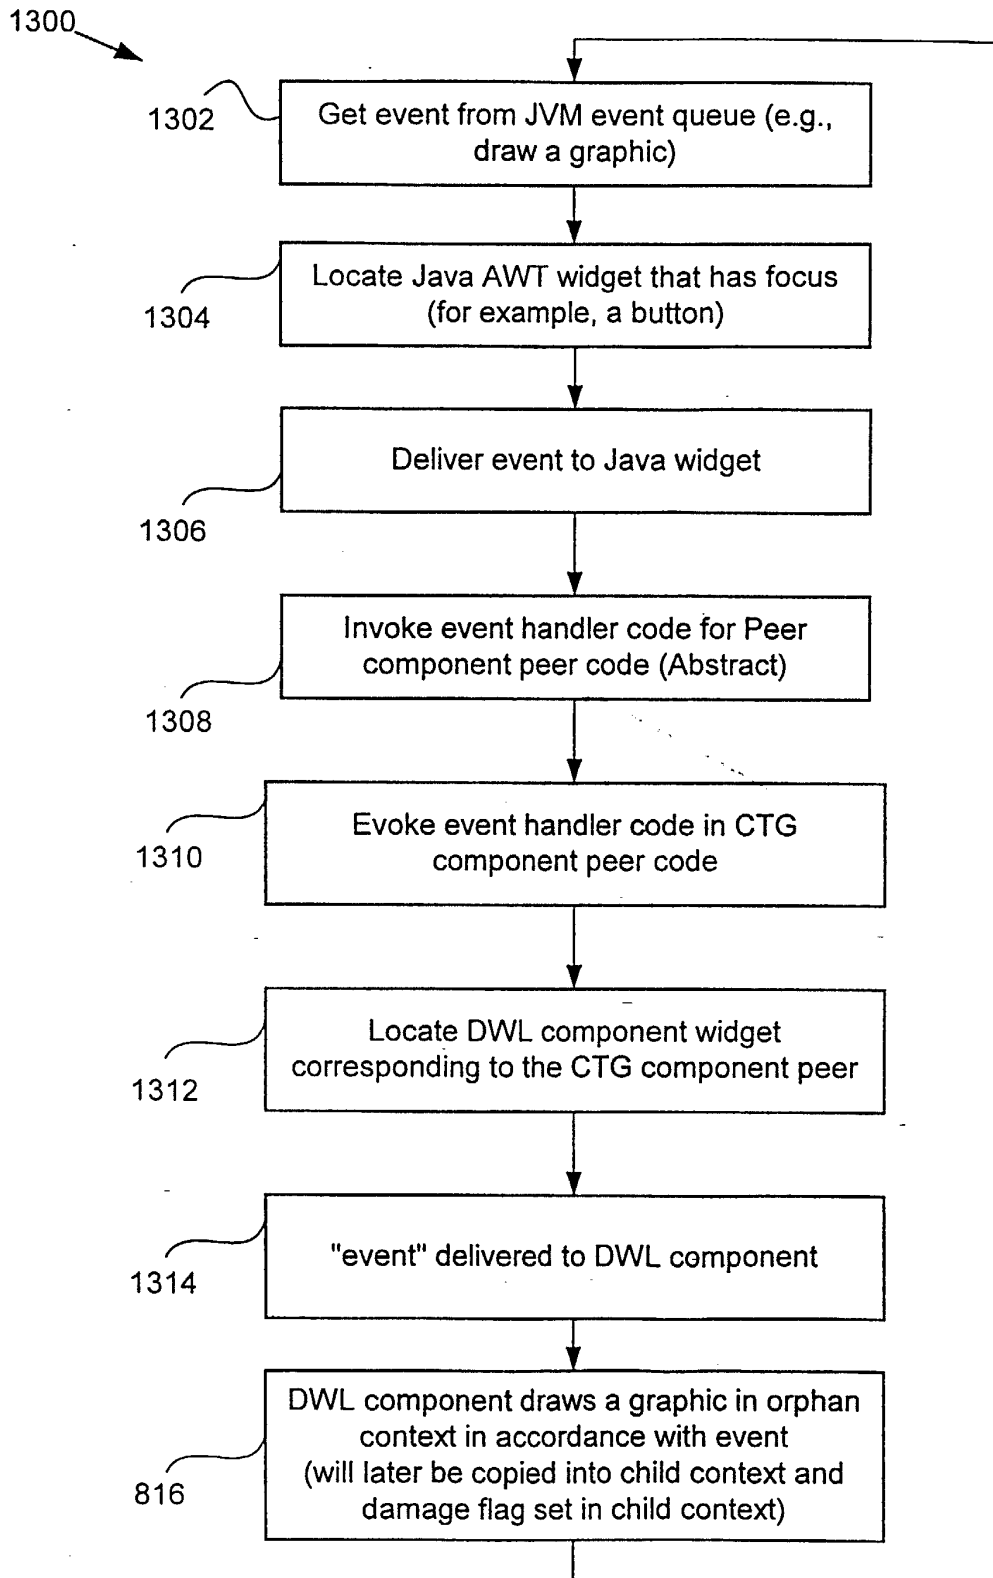 1300
1302
Get event from JVM event queue (e.g.,
draw a graphic)
1304
Locate Java AWT widget that has focus
(for example, a button)
1306
Deliver event to Java widget
1308
Invoke event handler code for Peer
component peer code (Abstract)
1310
Evoke event handler code in CTG
component peer code
1312
Locate DWL component widget
corresponding to the CTG component peer
1314
"event" delivered to DWL component
816
DWL component draws a graphic in orphan
context in accordance with event
(will later be copied into child context and
damage flag set in child context)